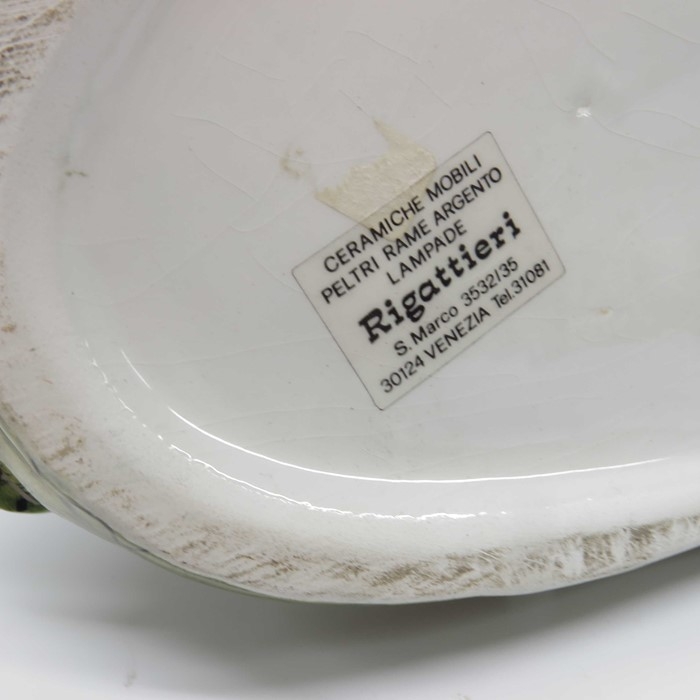 CERAMICHE MOBILI
PELTRI RAME ARGENTO
LAMPADE
Rigattieri
S. Marco 3532/35
30124 VENEZIA Tel.31081